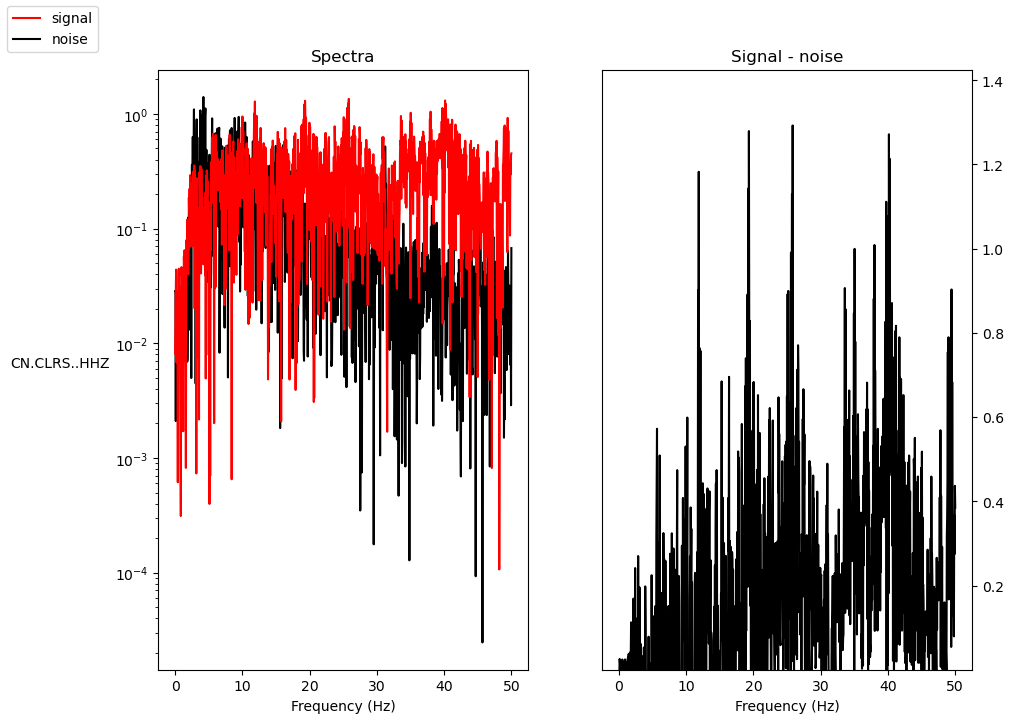 signal
noise
Spectra
Signal - noise
10⁰
10⁻¹
10⁻²
10⁻³
10⁻⁴
CN.CLRS..HHZ
1.4
1.2
1.0
0.8
0.6
0.4
0.2
0 10 20 30 40 50
0 10 20 30 40 50
Frequency (Hz)
Frequency (Hz)